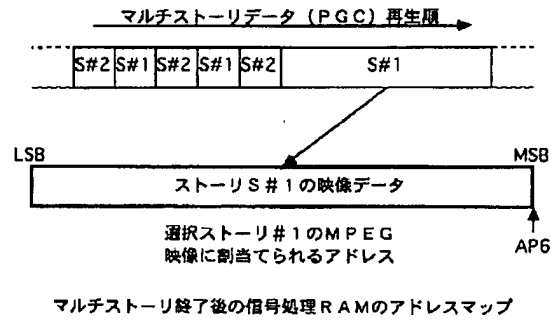 マルチストーリデータ（PGC）再生順
S#2 S#1 S#2 S#1 S#2 S#1
LSB MSB
ストーリS#1の映像データ
選択ストーリ#1のMPEG
映像に割当てられるアドレス
AP6
マルチストーリ終了後の信号処理RAMのアドレスマップ